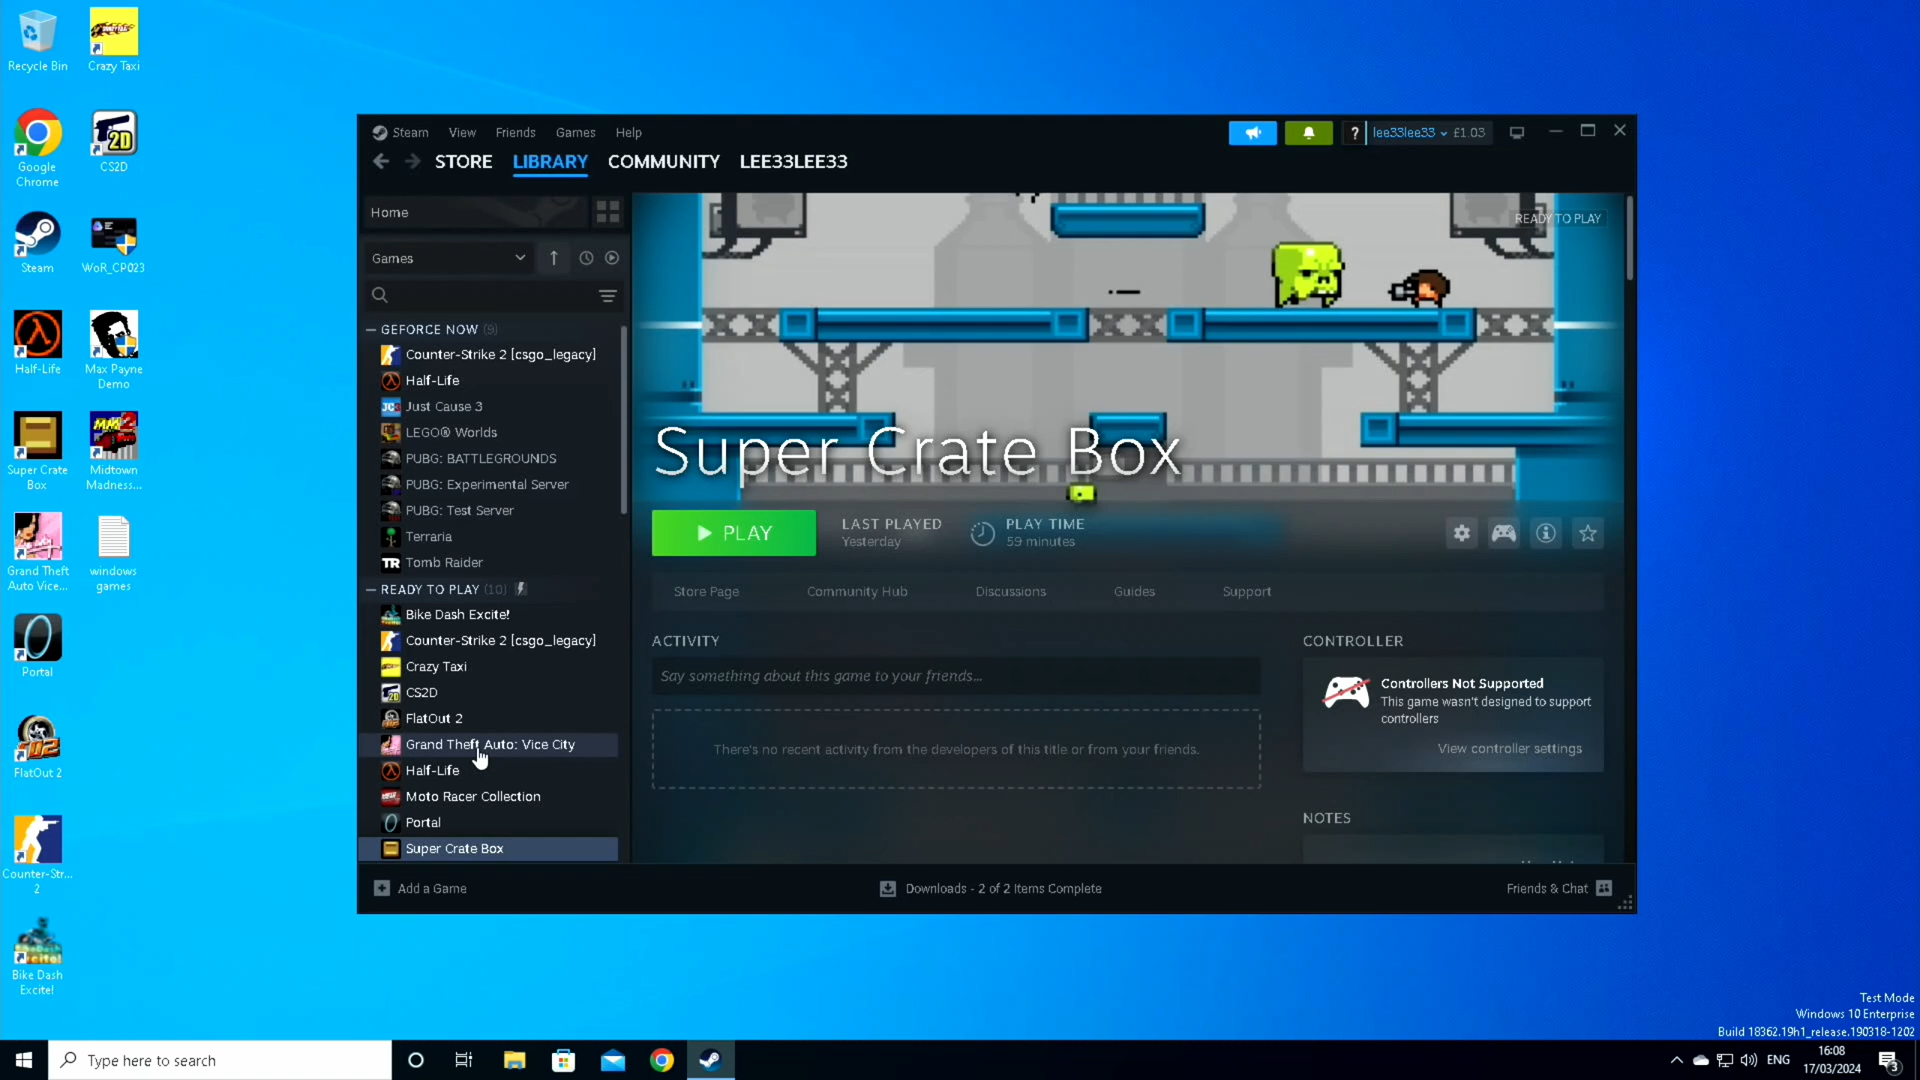 Recycle Bin
Crazy Taxi
Google
Chrome
CS2D
Steam
WoR_CP023
Half-Life
Max Payne
Demo
Super Crate
Box
Midtown
Madness...
Grand Theft
Auto Vice...
windows
games
Portal
FlatOut 2
Counter-Str...
2
Bike Dash
Excite!
Steam View Friends Games Help
? lee33lee33 £1.03
STORE LIBRARY COMMUNITY LEE33LEE33
Home
Games
GEFORCE NOW (9)
Counter-Strike 2 [csgo_legacy]
Half-Life
Just Cause 3
LEGO® Worlds
PUBG: BATTLEGROUNDS
PUBG: Experimental Server
PUBG: Test Server
Terraria
Tomb Raider
READY TO PLAY (10)
Bike Dash Excite!
Counter-Strike 2 [csgo_legacy]
Crazy Taxi
CS2D
FlatOut 2
Grand Theft Auto: Vice City
Half-Life
Moto Racer Collection
Portal
Super Crate Box
READY TO PLAY
Super Crate Box
PLAY
LAST PLAYED
Yesterday
PLAY TIME
59 minutes
Store Page Community Hub Discussions Guides Support
ACTIVITY
Say something about this game to your friends...
There's no recent activity from the developers of this title or from your friends.
CONTROLLER
Controllers Not Supported
This game wasn't designed to support
controllers
View controller settings
NOTES
Add a Game
Downloads - 2 of 2 Items Complete
Friends & Chat
Test Mode
Windows 10 Enterprise
Build 18362.19h1_release.190318-1202
Type here to search
ENG
16:08
17/03/2024
3